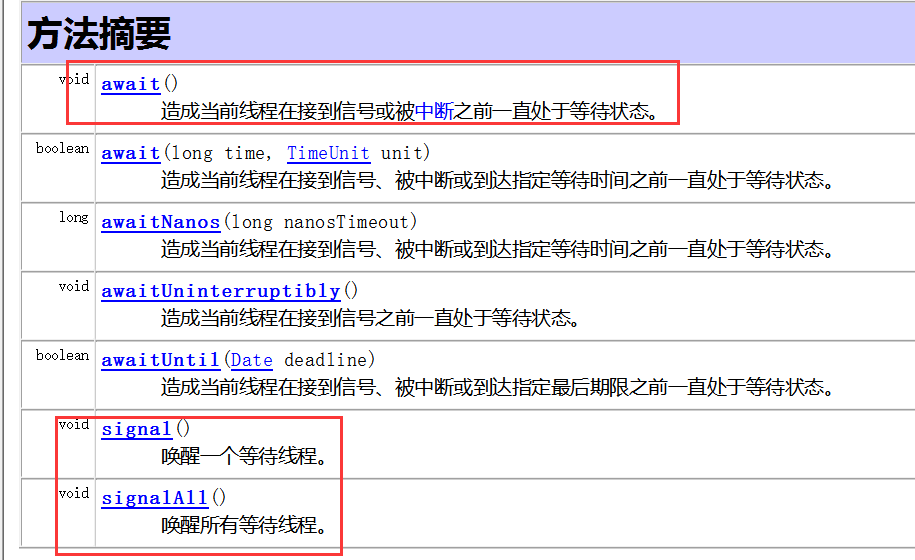 方法摘要
void await()
造成当前线程在接到信号或被中断之前一直处于等待状态。
boolean await(long time, TimeUnit unit)
造成当前线程在接到信号、被中断或到达指定等待时间之前一直处于等待状态。
long awaitNanos(long nanosTimeout)
造成当前线程在接到信号、被中断或到达指定等待时间之前一直处于等待状态。
void awaitUninterruptibly()
造成当前线程在接到信号之前一直处于等待状态。
boolean awaitUntil(Date deadline)
造成当前线程在接到信号、被中断或到达指定最后期限之前一直处于等待状态。
void signal()
唤醒一个等待线程。
void signalAll()
唤醒所有等待线程。